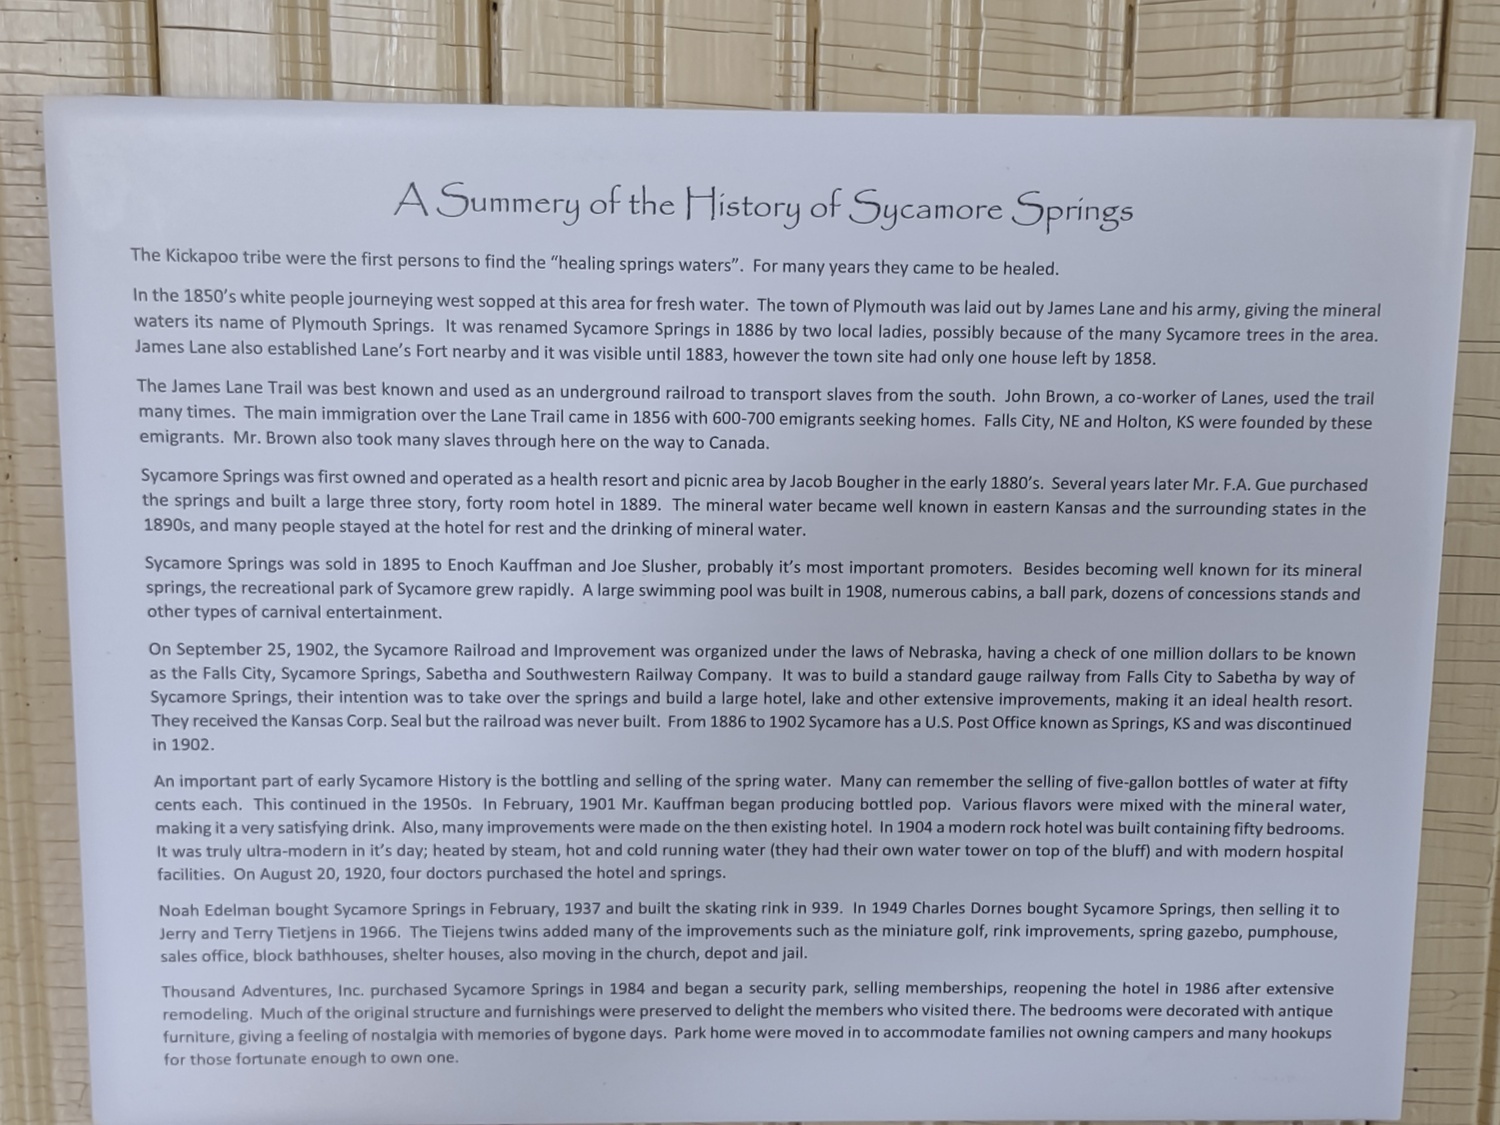 A Summery of the History of Sycamore Springs
The Kickapoo tribe were the first persons to find the “healing springs waters”.  For many years they came to be healed.
In the 1850’s white people journeying west sopped at this area for fresh water.  The town of Plymouth was laid out by James Lane and his army, giving the mineral
waters its name of Plymouth Springs.  It was renamed Sycamore Springs in 1886 by two local ladies, possibly because of the many Sycamore trees in the area.
James Lane also established Lane’s Fort nearby and it was visible until 1883, however the town site had only one house left by 1858.
The James Lane Trail was best known and used as an underground railroad to transport slaves from the south.  John Brown, a co-worker of Lanes, used the trail
many times.  The main immigration over the Lane Trail came in 1856 with 600-700 emigrants seeking homes.  Falls City, NE and Holton, KS were founded by these
emigrants.  Mr. Brown also took many slaves through here on the way to Canada.
Sycamore Springs was first owned and operated as a health resort and picnic area by Jacob Bougher in the early 1880’s.  Several years later Mr. F.A. Gue purchased
the springs and built a large three story, forty room hotel in 1889.  The mineral water became well known in eastern Kansas and the surrounding states in the
1890s, and many people stayed at the hotel for rest and the drinking of mineral water.
Sycamore Springs was sold in 1895 to Enoch Kauffman and Joe Slusher, probably it’s most important promoters.  Besides becoming well known for its mineral
springs, the recreational park of Sycamore grew rapidly.  A large swimming pool was built in 1908, numerous cabins, a ball park, dozens of concessions stands and
other types of carnival entertainment.
On September 25, 1902, the Sycamore Railroad and Improvement was organized under the laws of Nebraska, having a check of one million dollars to be known
as the Falls City, Sycamore Springs, Sabetha and Southwestern Railway Company.  It was to build a standard gauge railway from Falls City to Sabetha by way of
Sycamore Springs, their intention was to take over the springs and build a large hotel, lake and other extensive improvements, making it an ideal health resort.
They received the Kansas Corp. Seal but the railroad was never built.  From 1886 to 1902 Sycamore has a U.S. Post Office known as Springs, KS and was discontinued
in 1902.
An important part of early Sycamore History is the bottling and selling of the spring water.  Many can remember the selling of five-gallon bottles of water at fifty
cents each.  This continued in the 1950s.  In February, 1901 Mr. Kauffman began producing bottled pop.  Various flavors were mixed with the mineral water,
making it a very satisfying drink.  Also, many improvements were made on the then existing hotel.  In 1904 a modern rock hotel was built containing fifty bedrooms.
It was truly ultra-modern in it’s day; heated by steam, hot and cold running water (they had their own water tower on top of the bluff) and with modern hospital
facilities.  On August 20, 1920, four doctors purchased the hotel and springs.
Noah Edelman bought Sycamore Springs in February, 1937 and built the skating rink in 939.  In 1949 Charles Dornes bought Sycamore Springs, then selling it to
Jerry and Terry Tietjens in 1966.  The Tiejens twins added many of the improvements such as the miniature golf, rink improvements, spring gazebo, pumphouse,
sales office, block bathhouses, shelter houses, also moving in the church, depot and jail.
Thousand Adventures, Inc. purchased Sycamore Springs in 1984 and began a security park, selling memberships, reopening the hotel in 1986 after extensive
remodeling.  Much of the original structure and furnishings were preserved to delight the members who visited there. The bedrooms were decorated with antique
furniture, giving a feeling of nostalgia with memories of bygone days.  Park home were moved in to accommodate families not owning campers and many hookups
for those fortunate enough to own one.